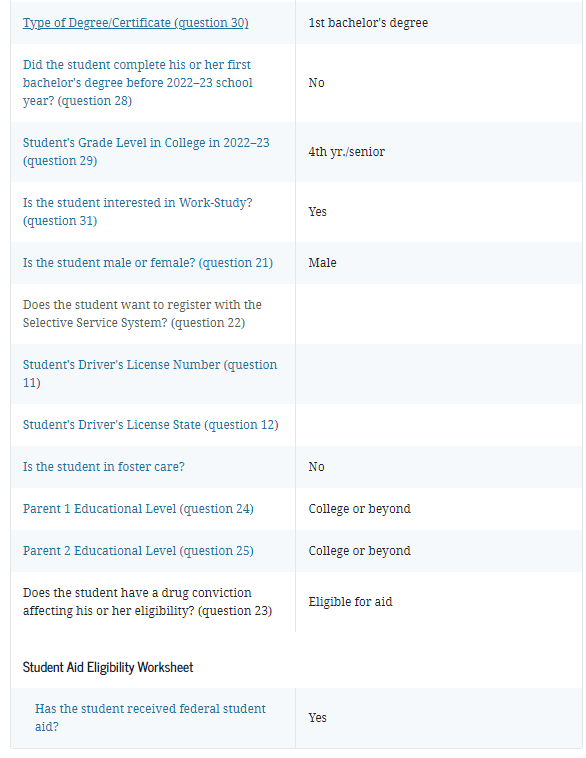 Type of Degree/Certificate (question 30)
1st bachelor's degree
Did the student complete his or her first
bachelor's degree before 2022–23 school
year? (question 28)
No
Student's Grade Level in College in 2022–23
(question 29)
4th yr./senior
Is the student interested in Work-Study?
(question 31)
Yes
Is the student male or female? (question 21)
Male
Does the student want to register with the
Selective Service System? (question 22)
Student's Driver's License Number (question
11)
Student's Driver's License State (question 12)
Is the student in foster care?
No
Parent 1 Educational Level (question 24)
College or beyond
Parent 2 Educational Level (question 25)
College or beyond
Does the student have a drug conviction
affecting his or her eligibility? (question 23)
Eligible for aid
Student Aid Eligibility Worksheet
Has the student received federal student
aid?
Yes